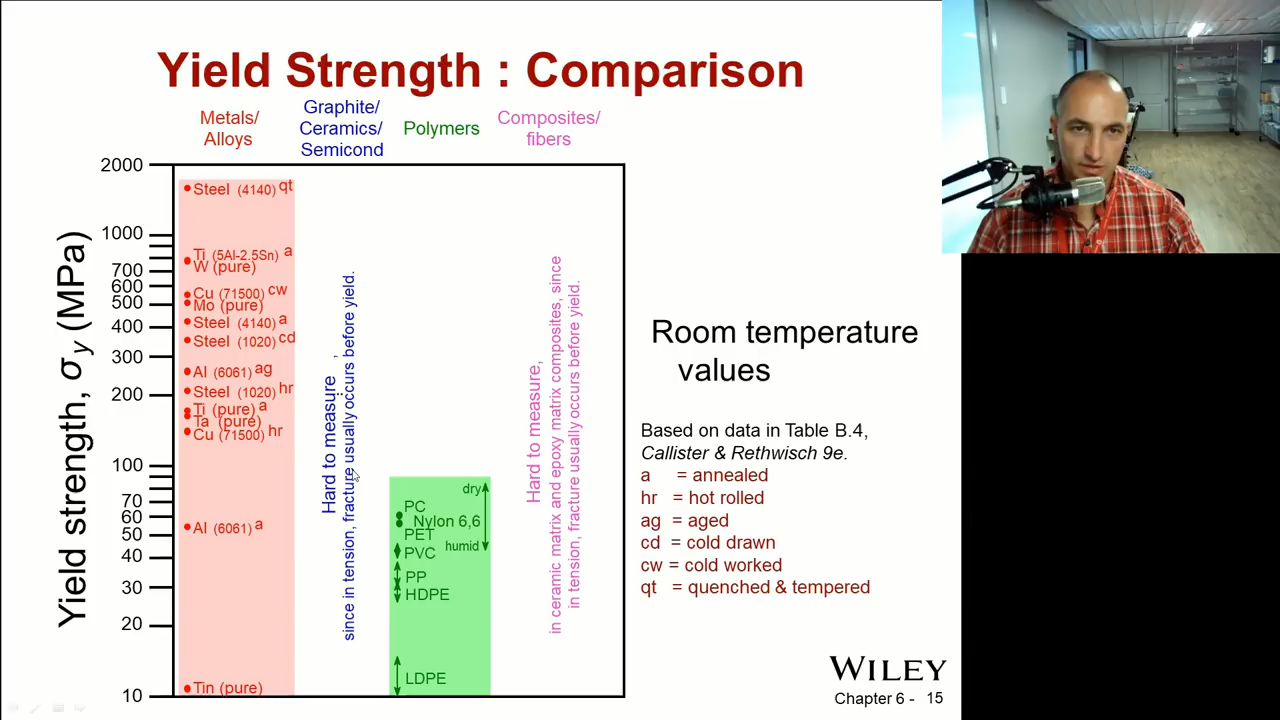 Yield Strength : Comparison
Metals/
Alloys
Graphite/
Ceramics/
Semicond
Polymers
Composites/
fibers
Yield strength, σy (MPa)
2000
1000
700
600
500
400
300
200
100
70
60
50
40
30
20
10
Steel (4140) qt
Ti (5Al-2.5Sn) a
W (pure)
Cu (71500) cw
Mo (pure)
Steel (4140) a
Steel (1020) cd
Al (6061) ag
Steel (1020) hr
Ti (pure) a
Ta (pure)
Cu (71500) hr
Al (6061) a
Tin (pure)
Hard to measure ,
since in tension, fracture usually occurs before yield.
dry
PC
Nylon 6,6
PET
humid
PVC
PP
HDPE
LDPE
Hard to measure,
in ceramic matrix and epoxy matrix composites, since
in tension, fracture usually occurs before yield.
Room temperature
values
Based on data in Table B.4,
Callister & Rethwisch 9e.
a = annealed
hr = hot rolled
ag = aged
cd = cold drawn
cw = cold worked
qt = quenched & tempered
WILEY
Chapter 6 - 15